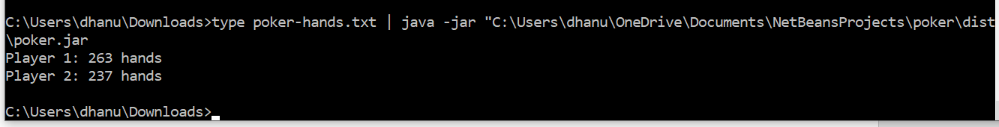 C:\Users\dhanu\Downloads>type poker-hands.txt | java -jar "C:\Users\dhanu\OneDrive\Documents\NetBeansProjects\poker\dist
\poker.jar
Player 1: 263 hands
Player 2: 237 hands
C:\Users\dhanu\Downloads>